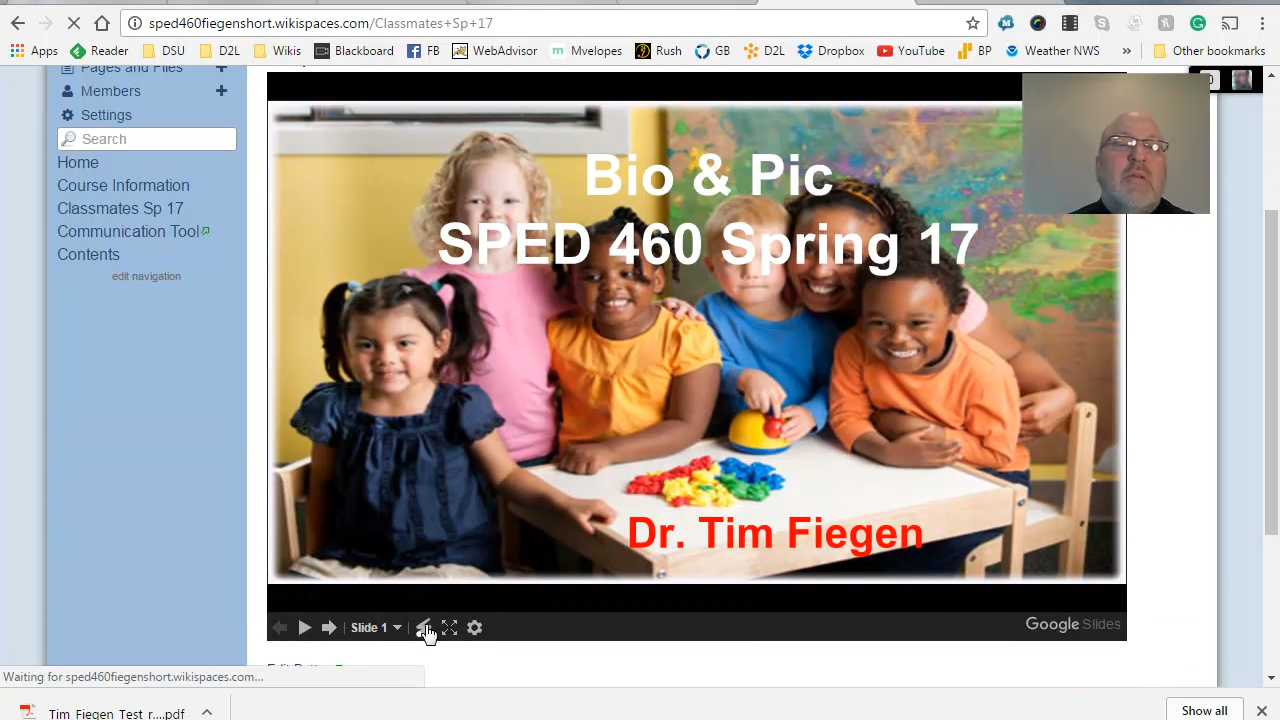 sped460fiegenshort.wikispaces.com/Classmates+Sp+17
Apps Reader DSU D2L Wikis Blackboard FB WebAdvisor Mvelopes Rush GB D2L Dropbox YouTube BP Weather NWS » Other bookmarks
Pages and Files +
Members +
Settings
Search
Home
Course Information
Classmates Sp 17
Communication Tool
Contents
edit navigation
Bio & Pic
SPED 460 Spring 17
Dr. Tim Fiegen
Slide 1
Google Slides
Waiting for sped460fiegenshort.wikispaces.com...
Tim_Fiegen_Test_r....pdf
Show all